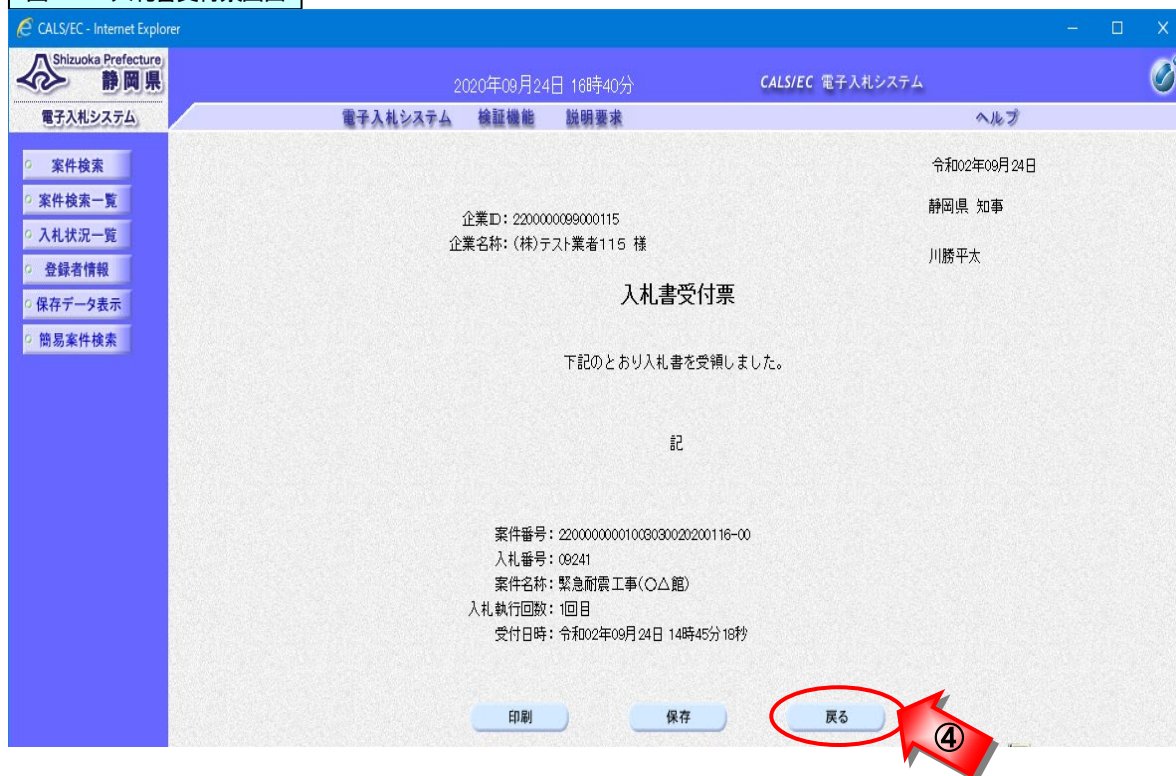 CALS/EC - Internet Explorer
Shizuoka Prefecture
静岡県
2020年09月24日 16時40分
CALS/EC 電子入札システム
電子入札システム
電子入札システム 検証機能 説明要求 ヘルプ
案件検索
案件検索一覧
入札状況一覧
登録者情報
保存データ表示
簡易案件検索
令和02年09月24日
静岡県 知事
川勝平太
企業ID:2200000099000115
企業名称:(株)テスト業者115 様
入札書受付票
下記のとおり入札書を受領しました。
記
案件番号:2200000001003030020200116-00
入札番号:09241
案件名称:緊急耐震工事(○△館)
入札執行回数:1回目
受付日時:令和02年09月24日 14時45分18秒
印刷 保存 戻る
④